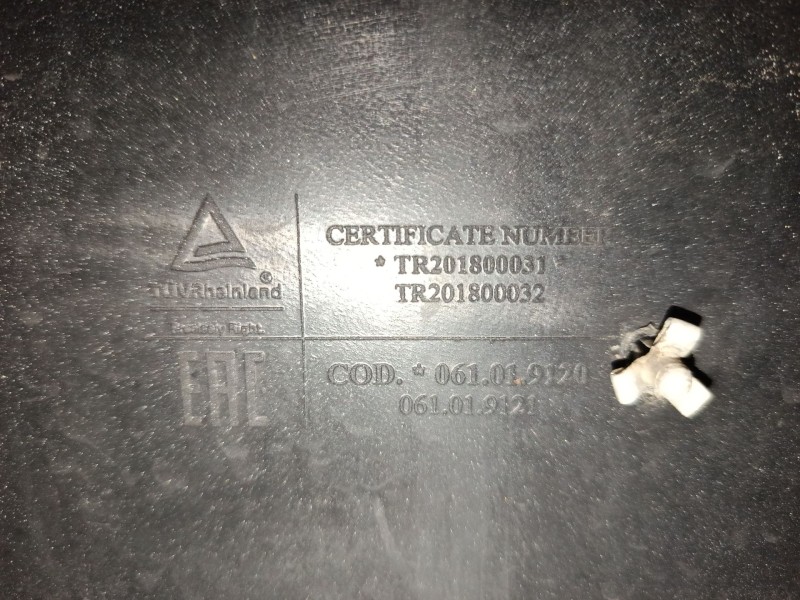 CERTIFICATE NUMBER
* TR201800031 *
TR201800032
TÜVRheinland®
Precisely Right.
EAC
COD. * 061.01.9120
061.01.9121